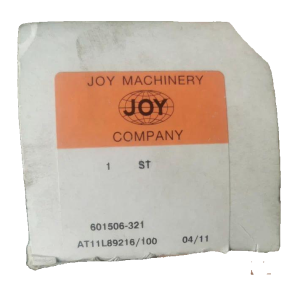 JOY MACHINERY
JOY
COMPANY
1 ST
601506-321
AT11L89216/100 04/11